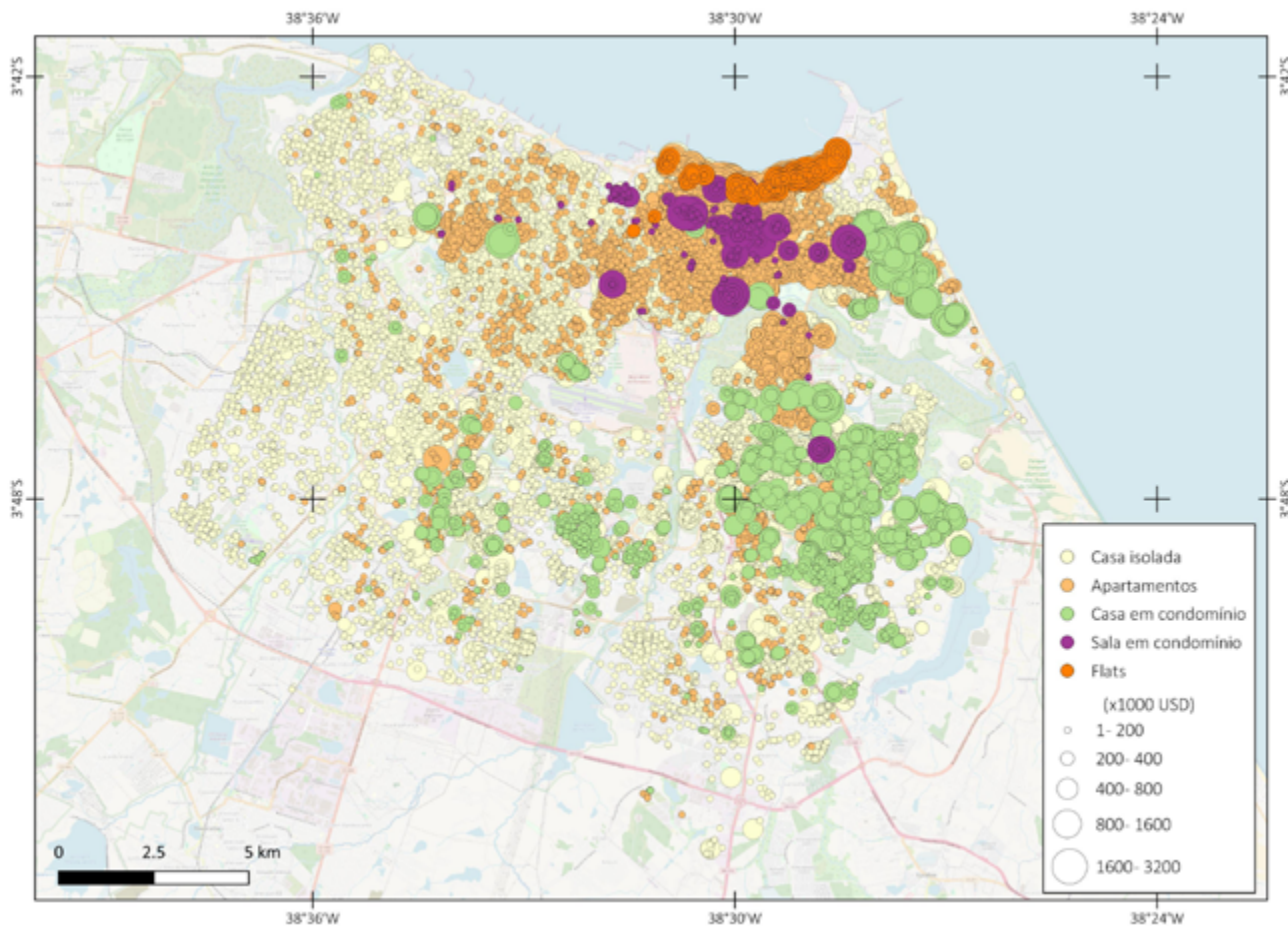 38°36'W 38°30'W 38°24'W
3°42'S 3°42'S
3°48'S 3°48'S
Casa isolada
Apartamentos
Casa em condomínio
Sala em condomínio
Flats
(x1000 USD)
1- 200
200- 400
400- 800
800- 1600
1600- 3200
0 2.5 5 km
38°36'W 38°30'W 38°24'W